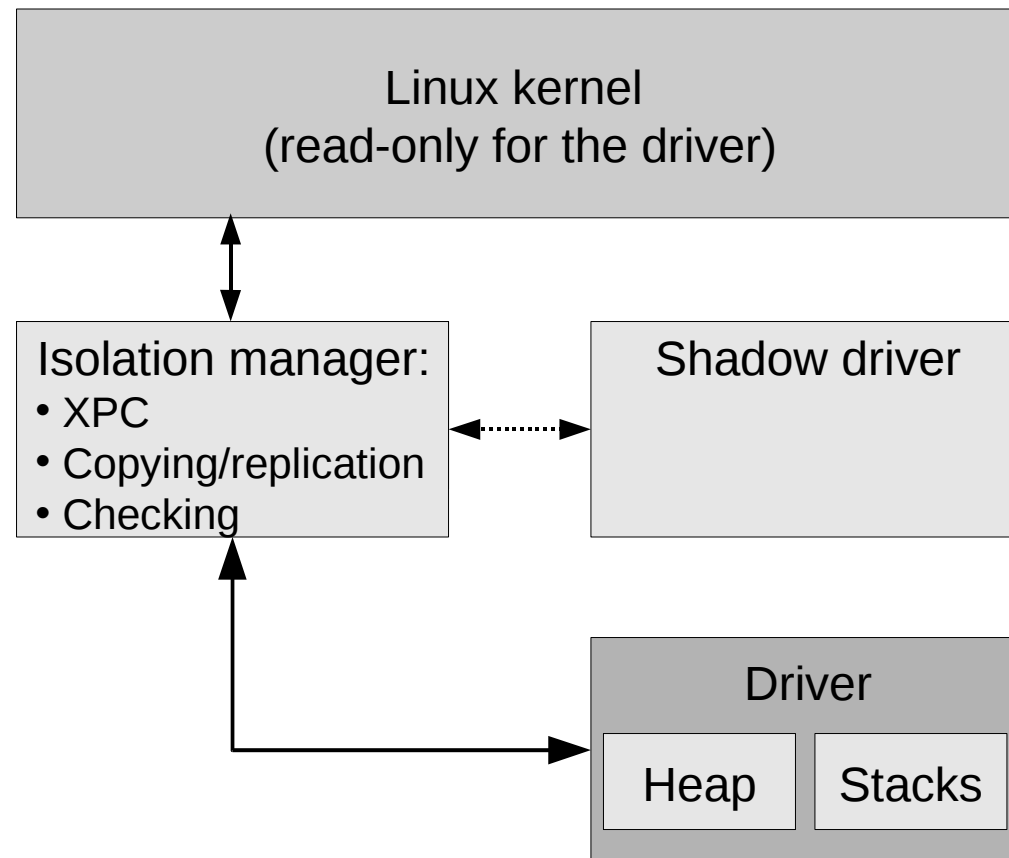 Linux kernel
(read-only for the driver)
Isolation manager:
• XPC
• Copying/replication
• Checking
Shadow driver
Driver
Heap
Stacks